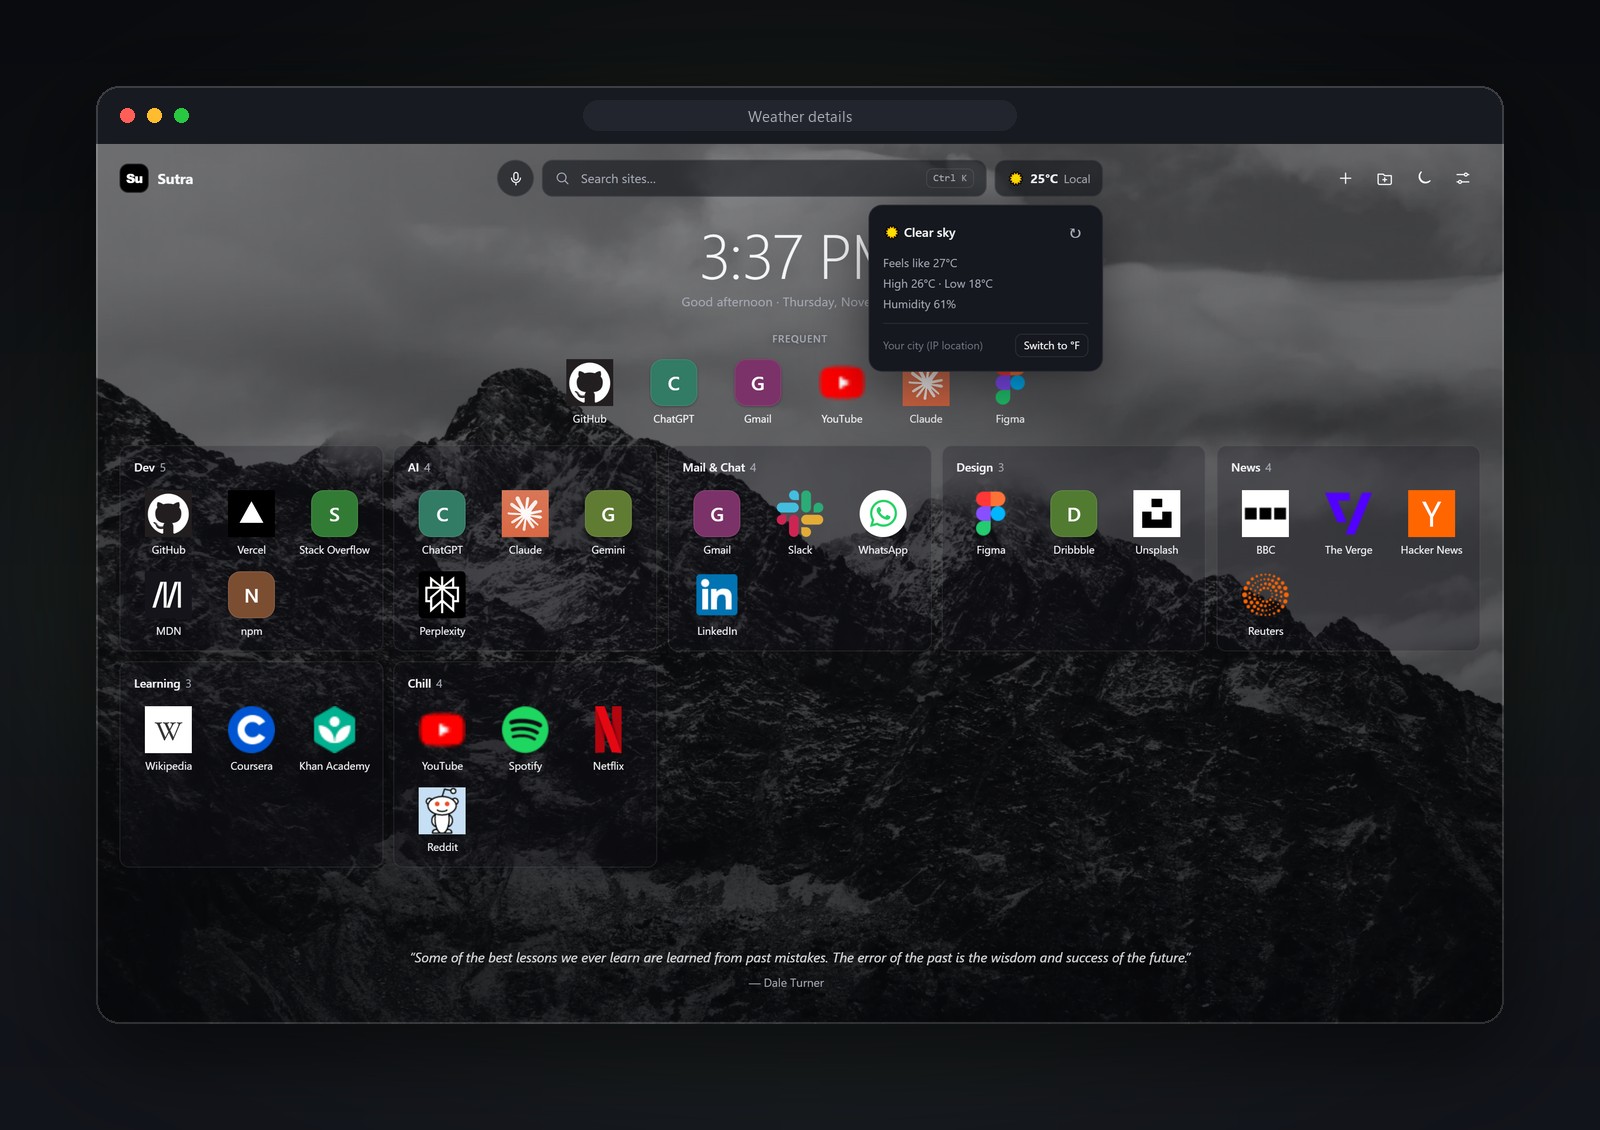 Weather details
Su Sutra
Search sites... Ctrl K
25°C Local
Clear sky
Feels like 27°C
High 26°C · Low 18°C
Humidity 61%
Your city (IP location) Switch to °F
3:37 PM
Good afternoon · Thursday, Nove
FREQUENT
C G
GitHub ChatGPT Gmail YouTube Claude Figma
Dev 5
S
GitHub Vercel Stack Overflow
N
MDN npm
AI 4
C G
ChatGPT Claude Gemini
Perplexity
Mail & Chat 4
G
Gmail Slack WhatsApp
in
LinkedIn
Design 3
D
Figma Dribbble Unsplash
News 4
Y
BBC The Verge Hacker News
Reuters
Learning 3
W C
Wikipedia Coursera Khan Academy
Chill 4
N
YouTube Spotify Netflix
Reddit
“Some of the best lessons we ever learn are learned from past mistakes. The error of the past is the wisdom and success of the future.”
— Dale Turner